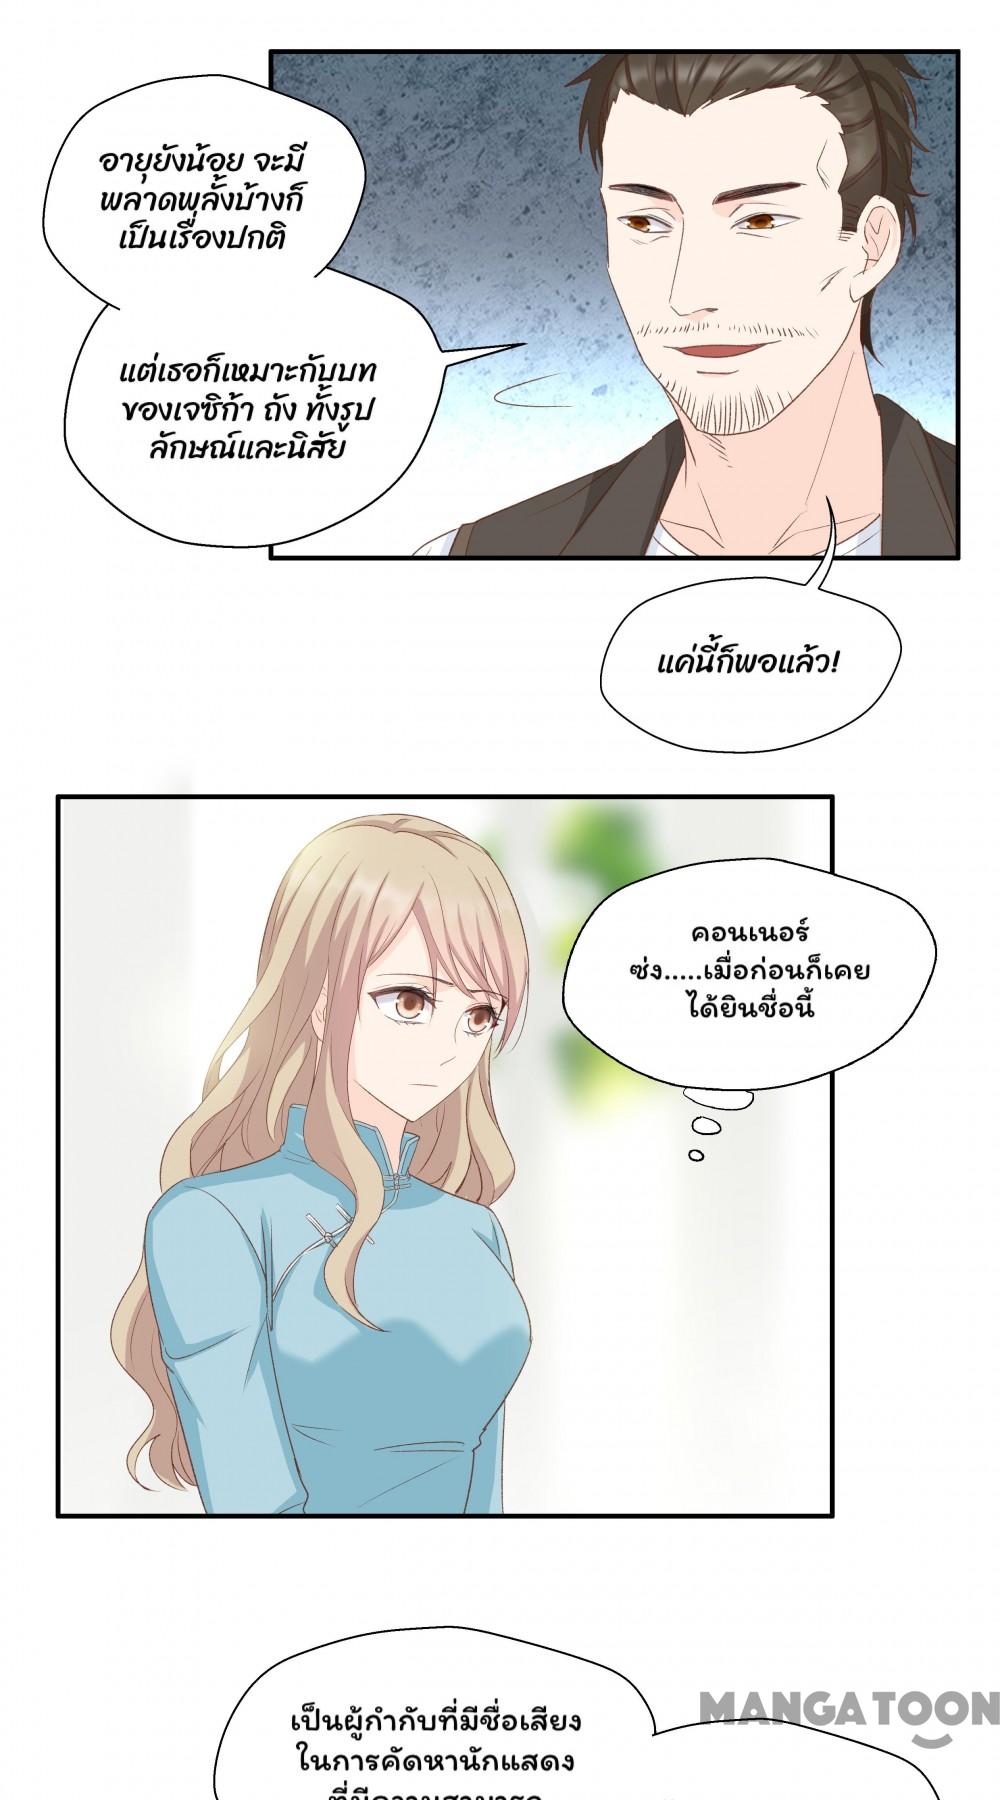 อายุยังน้อย จะมี
พลาดพลั้งบ้างก็
เป็นเรื่องปกติ
แต่เธอก็เหมาะกับบท
ของเจซิก้า ถัง ทั้งรูป
ลักษณ์และนิสัย
แค่นี้ก็พอแล้ว!
คอนเนอร์
ซ่ง.....เมื่อก่อนก็เคย
ได้ยินชื่อนี้
MANGATOON
เป็นผู้กำกับที่มีชื่อเสียง
ในการคัดหานักแสดง